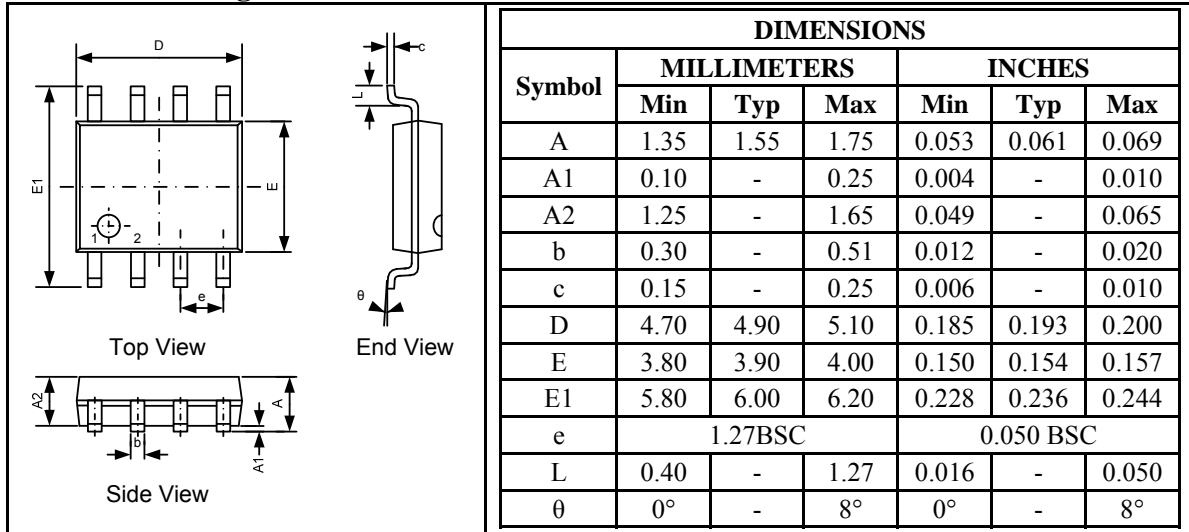 D
E1
E
1
2
e
Top View
c
L
θ
End View
A2
A
b
A1
Side View
DIMENSIONS
Symbol MILLIMETERS INCHES
Min Typ Max Min Typ Max
A 1.35 1.55 1.75 0.053 0.061 0.069
A1 0.10 - 0.25 0.004 - 0.010
A2 1.25 - 1.65 0.049 - 0.065
b 0.30 - 0.51 0.012 - 0.020
c 0.15 - 0.25 0.006 - 0.010
D 4.70 4.90 5.10 0.185 0.193 0.200
E 3.80 3.90 4.00 0.150 0.154 0.157
E1 5.80 6.00 6.20 0.228 0.236 0.244
e 1.27BSC 0.050 BSC
L 0.40 - 1.27 0.016 - 0.050
θ 0° - 8° 0° - 8°